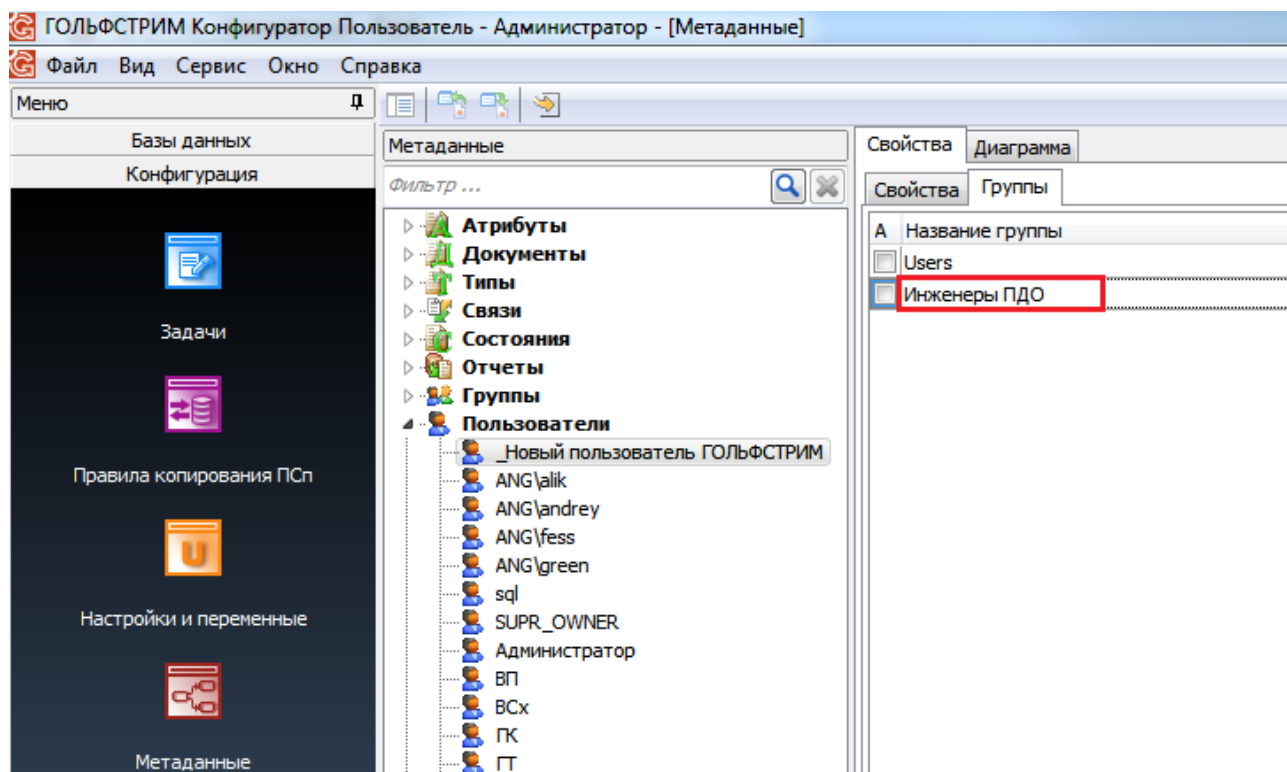 ГОЛЬФСТРИМ Конфигуратор Пользователь - Администратор - [Метаданные]
Файл Вид Сервис Окно Справка
Меню
Базы данных
Конфигурация
Задачи
Правила копирования ПСп
Настройки и переменные
Метаданные
Метаданные
Фильтр ...
Атрибуты
Документы
Типы
Связи
Состояния
Отчеты
Группы
Пользователи
_Новый пользователь ГОЛЬФСТРИМ
ANG\alik
ANG\andrey
ANG\fess
ANG\green
sql
SUPR_OWNER
Администратор
ВП
ВСх
ГК
ГТ
Свойства Диаграмма
Свойства Группы
А Название группы
Users
Инженеры ПДО